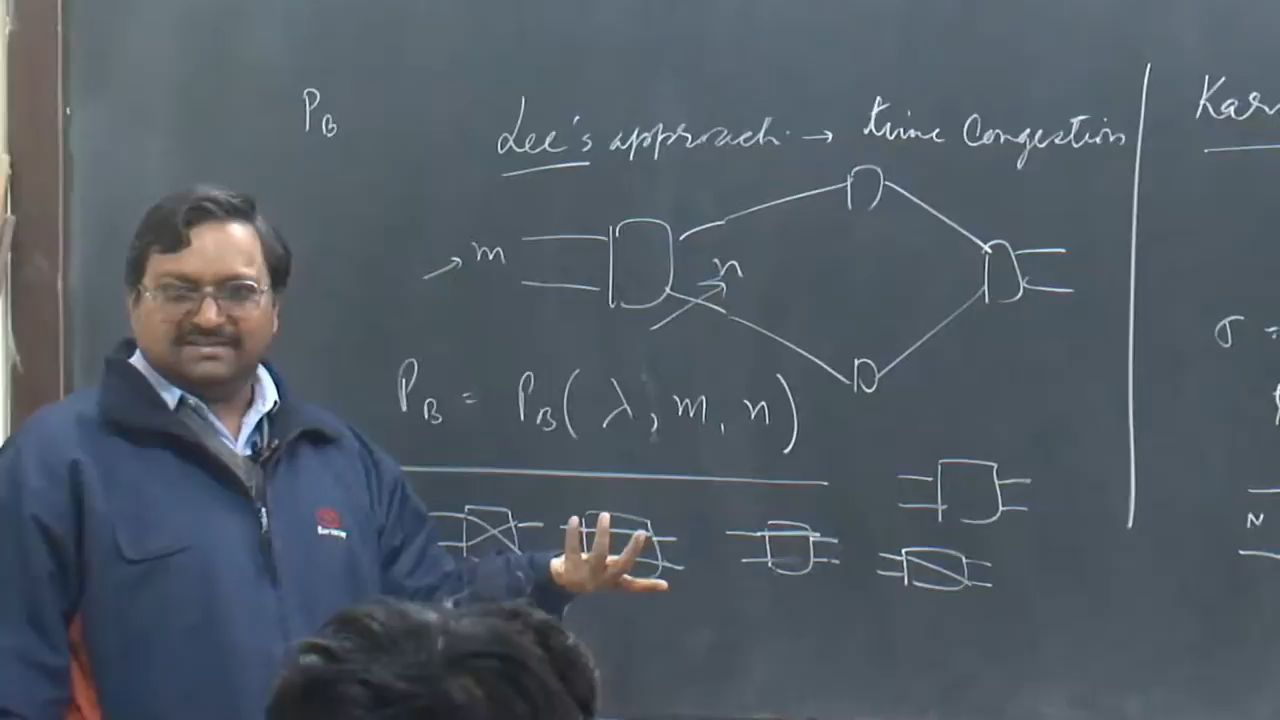 P_B
Lee's approach → time Congestion
Kar
m
n
σ =
P_B = P_B(λ, m, n)
N